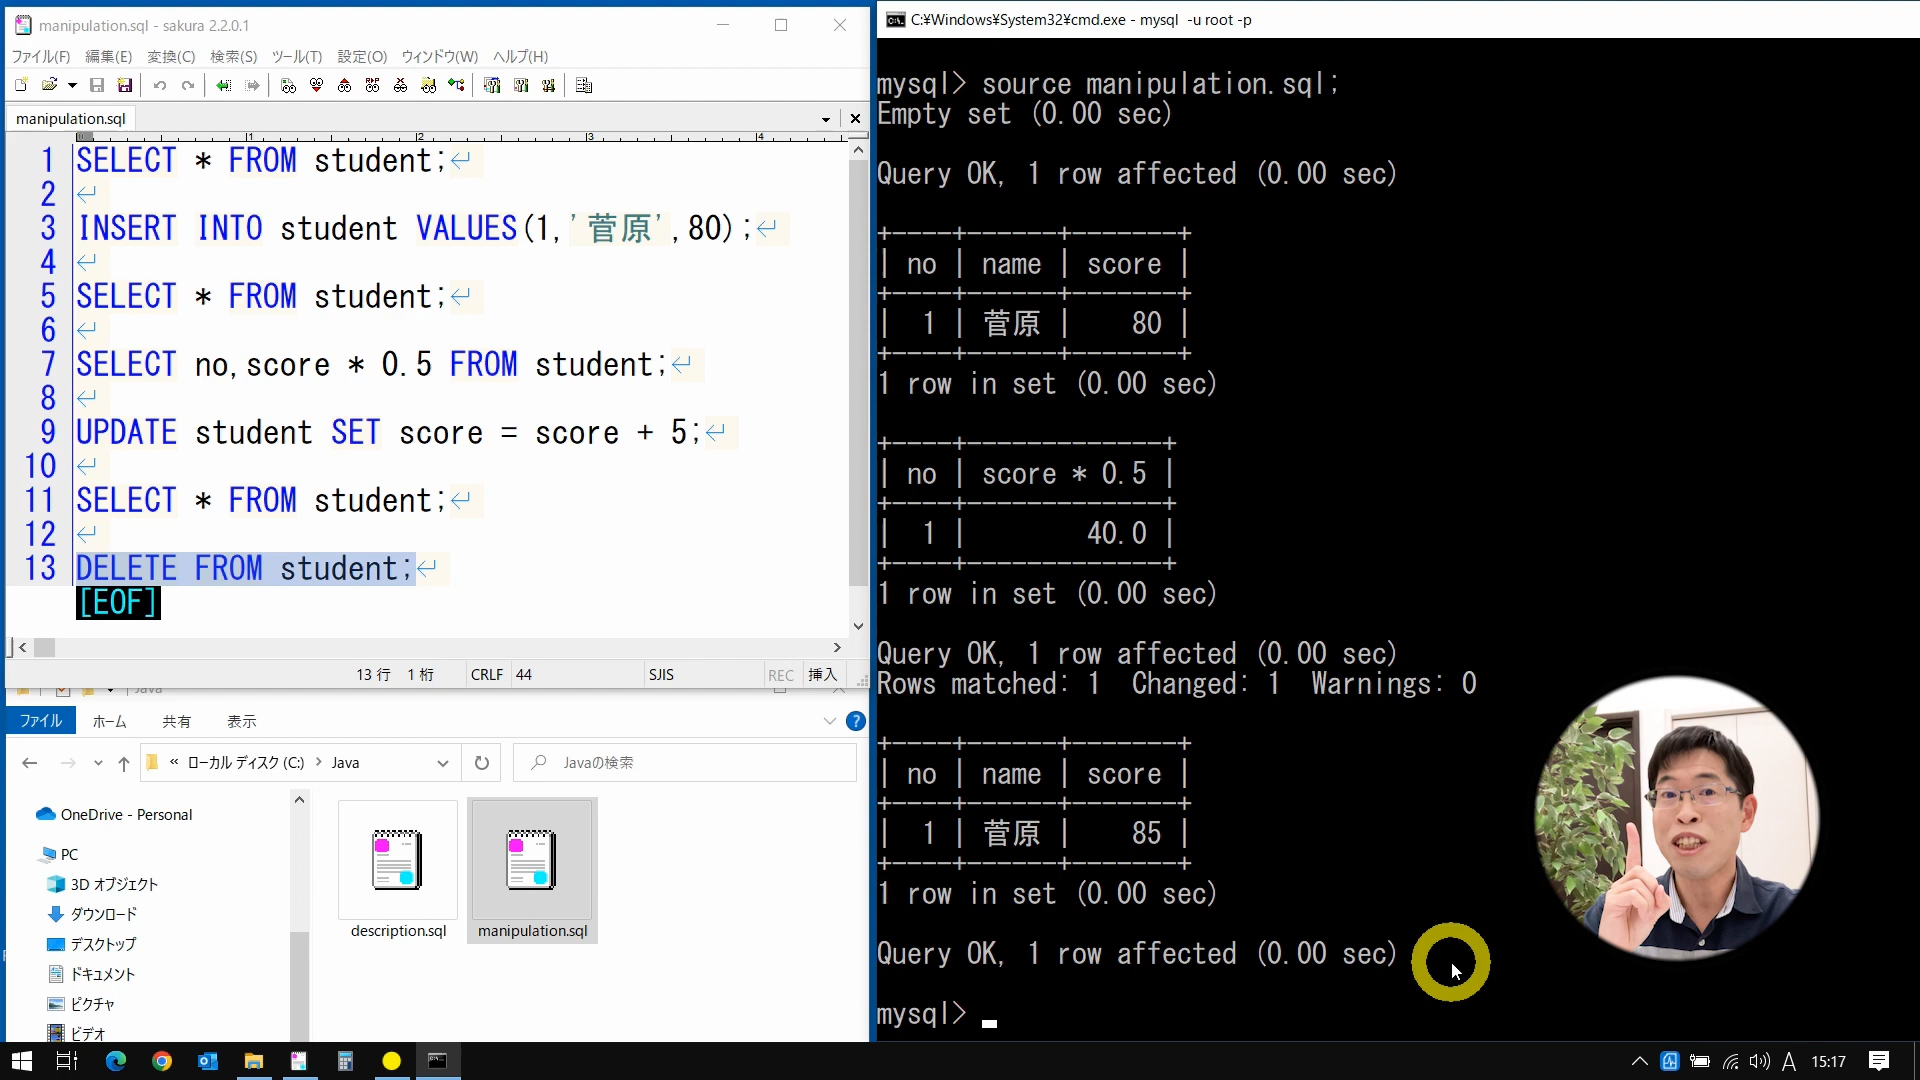 manipulation.sql - sakura 2.2.0.1
ファイル(F) 編集(E) 変換(C) 検索(S) ツール(T) 設定(O) ウィンドウ(W) ヘルプ(H)
manipulation.sql
1 2 3 4
1 SELECT * FROM student;
2
3 INSERT INTO student VALUES(1,'菅原',80);
4
5 SELECT * FROM student;
6
7 SELECT no,score * 0.5 FROM student;
8
9 UPDATE student SET score = score + 5;
10
11 SELECT * FROM student;
12
13 DELETE FROM student;
[EOF]
13 行 1 桁 CRLF 44 SJIS REC 挿入
Java
ファイル ホーム 共有 表示
« ローカル ディスク (C:) > Java
Javaの検索
OneDrive - Personal
PC
3D オブジェクト
ダウンロード
デスクトップ
ドキュメント
ピクチャ
ビデオ
description.sql
manipulation.sql
C:¥Windows¥System32¥cmd.exe - mysql -u root -p
mysql> source manipulation.sql;
Empty set (0.00 sec)
Query OK, 1 row affected (0.00 sec)
+----+------+-------+
| no | name | score |
+----+------+-------+
| 1 | 菅原 | 80 |
+----+------+-------+
1 row in set (0.00 sec)
+----+-------------+
| no | score * 0.5 |
+----+-------------+
| 1 | 40.0 |
+----+-------------+
1 row in set (0.00 sec)
Query OK, 1 row affected (0.00 sec)
Rows matched: 1 Changed: 1 Warnings: 0
+----+------+-------+
| no | name | score |
+----+------+-------+
| 1 | 菅原 | 85 |
+----+------+-------+
1 row in set (0.00 sec)
Query OK, 1 row affected (0.00 sec)
mysql>
A 15:17